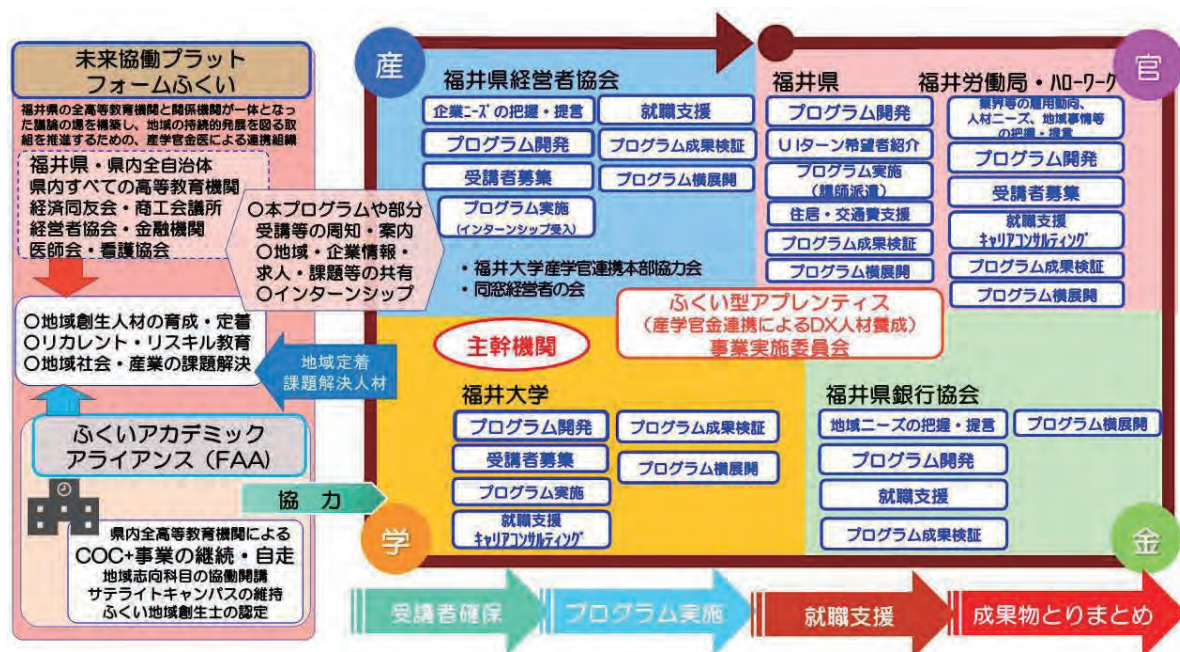 未来協働プラット
フォームふくい
福井県の全高等教育機関と関係機関が一体となっ
た議論の場を構築し、地域の持続的発展を図る取
組を推進するための、産学官金医による連携組織
福井県・県内全自治体
県内すべての高等教育機関
経済同友会・商工会議所
経営者協会・金融機関
医師会・看護協会
○地域創生人材の育成・定着
○リカレント・リスキル教育
○地域社会・産業の課題解決
ふくいアカデミック
アライアンス(FAA)
県内全高等教育機関による
COC+事業の継続・自走
地域志向科目の協働開講
サテライトキャンパスの維持
ふくい地域創生士の認定
○本プログラムや部分
受講等の周知・案内
○地域・企業情報・
求人・課題等の共有
○インターンシップ
地域定着
課題解決人材
協 力
産
福井県経営者協会
企業ニーズの把握・提言
プログラム開発
受講者募集
プログラム実施
(インターンシップ受入)
就職支援
プログラム成果検証
プログラム横展開
・福井大学産学官連携本部協力会
・同窓経営者の会
官
福井県
プログラム開発
UIターン希望者紹介
プログラム実施
(講師派遣)
住居・交通費支援
プログラム成果検証
プログラム横展開
福井労働局・ハローワーク
業界等の雇用動向、
人材ニーズ、地域事情等
の把握・提言
プログラム開発
受講者募集
就職支援
キャリアコンサルティング
プログラム成果検証
プログラム横展開
ふくい型アプレンティス
(産学官金連携によるDX人材養成)
事業実施委員会
主幹機関
学
福井大学
プログラム開発
受講者募集
プログラム実施
就職支援
キャリアコンサルティング
プログラム成果検証
プログラム横展開
金
福井県銀行協会
地域ニーズの把握・提言
プログラム開発
就職支援
プログラム成果検証
プログラム横展開
受講者確保
プログラム実施
就職支援
成果物とりまとめ